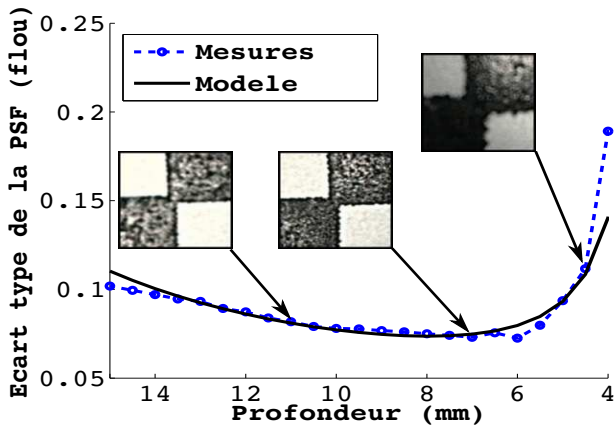 Ecart type de la PSF (flou)
0.25
0.2
0.15
0.1
0.05
Mesures
Modele
14
12
10
8
6
4
Profondeur (mm)